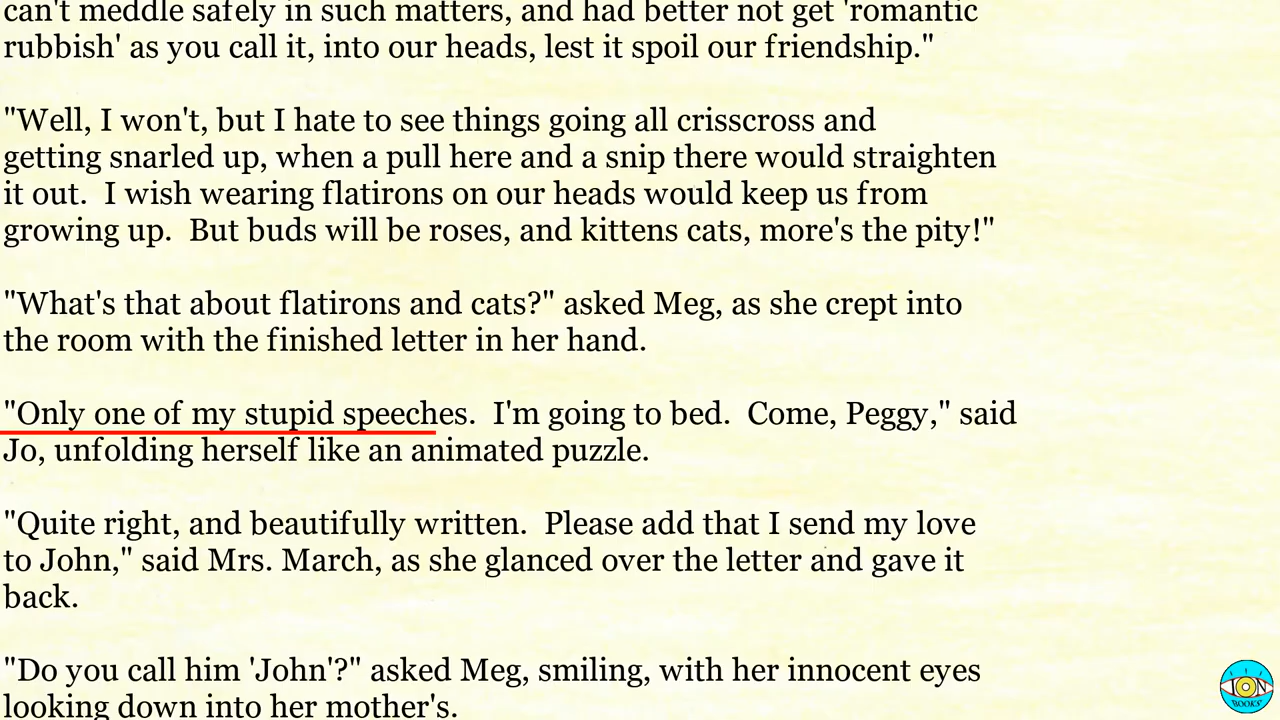 can't meddle safely in such matters, and had better not get 'romantic
rubbish' as you call it, into our heads, lest it spoil our friendship."
"Well, I won't, but I hate to see things going all crisscross and
getting snarled up, when a pull here and a snip there would straighten
it out.  I wish wearing flatirons on our heads would keep us from
growing up.  But buds will be roses, and kittens cats, more's the pity!"
"What's that about flatirons and cats?" asked Meg, as she crept into
the room with the finished letter in her hand.
"Only one of my stupid speeches.  I'm going to bed.  Come, Peggy," said
Jo, unfolding herself like an animated puzzle.
"Quite right, and beautifully written.  Please add that I send my love
to John," said Mrs. March, as she glanced over the letter and gave it
back.
"Do you call him 'John'?" asked Meg, smiling, with her innocent eyes
looking down into her mother's.
ION
BOOKS